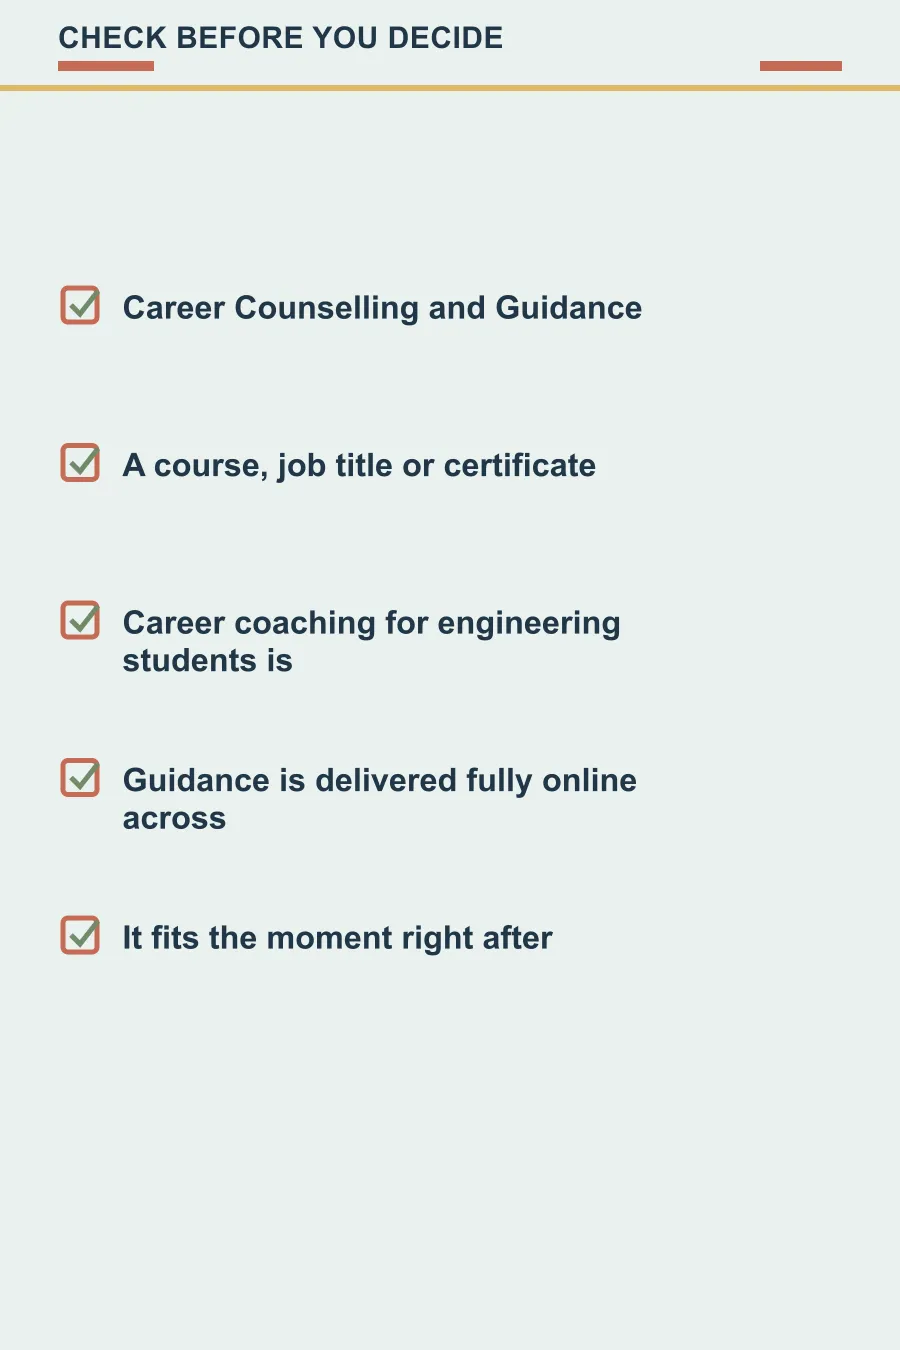 CHECK BEFORE YOU DECIDE
Career Counselling and Guidance
A course, job title or certificate
Career coaching for engineering
students is
Guidance is delivered fully online
across
It fits the moment right after